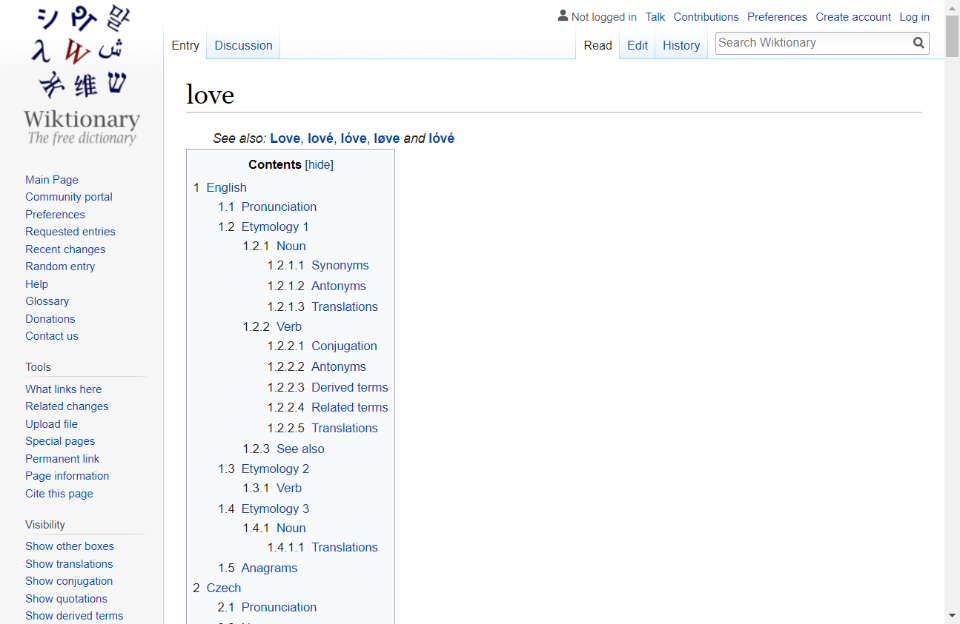 シ ရ 말
λ W ش
维 ש
Wiktionary
The free dictionary
Main Page
Community portal
Preferences
Requested entries
Recent changes
Random entry
Help
Glossary
Donations
Contact us
Tools
What links here
Related changes
Upload file
Special pages
Permanent link
Page information
Cite this page
Visibility
Show other boxes
Show translations
Show conjugation
Show quotations
Show derived terms
Not logged in Talk Contributions Preferences Create account Log in
Entry Discussion Read Edit History Search Wiktionary
love
See also: Love, lové, lóve, løve and lóvé
Contents [hide]
1 English
1.1 Pronunciation
1.2 Etymology 1
1.2.1 Noun
1.2.1.1 Synonyms
1.2.1.2 Antonyms
1.2.1.3 Translations
1.2.2 Verb
1.2.2.1 Conjugation
1.2.2.2 Antonyms
1.2.2.3 Derived terms
1.2.2.4 Related terms
1.2.2.5 Translations
1.2.3 See also
1.3 Etymology 2
1.3.1 Verb
1.4 Etymology 3
1.4.1 Noun
1.4.1.1 Translations
1.5 Anagrams
2 Czech
2.1 Pronunciation